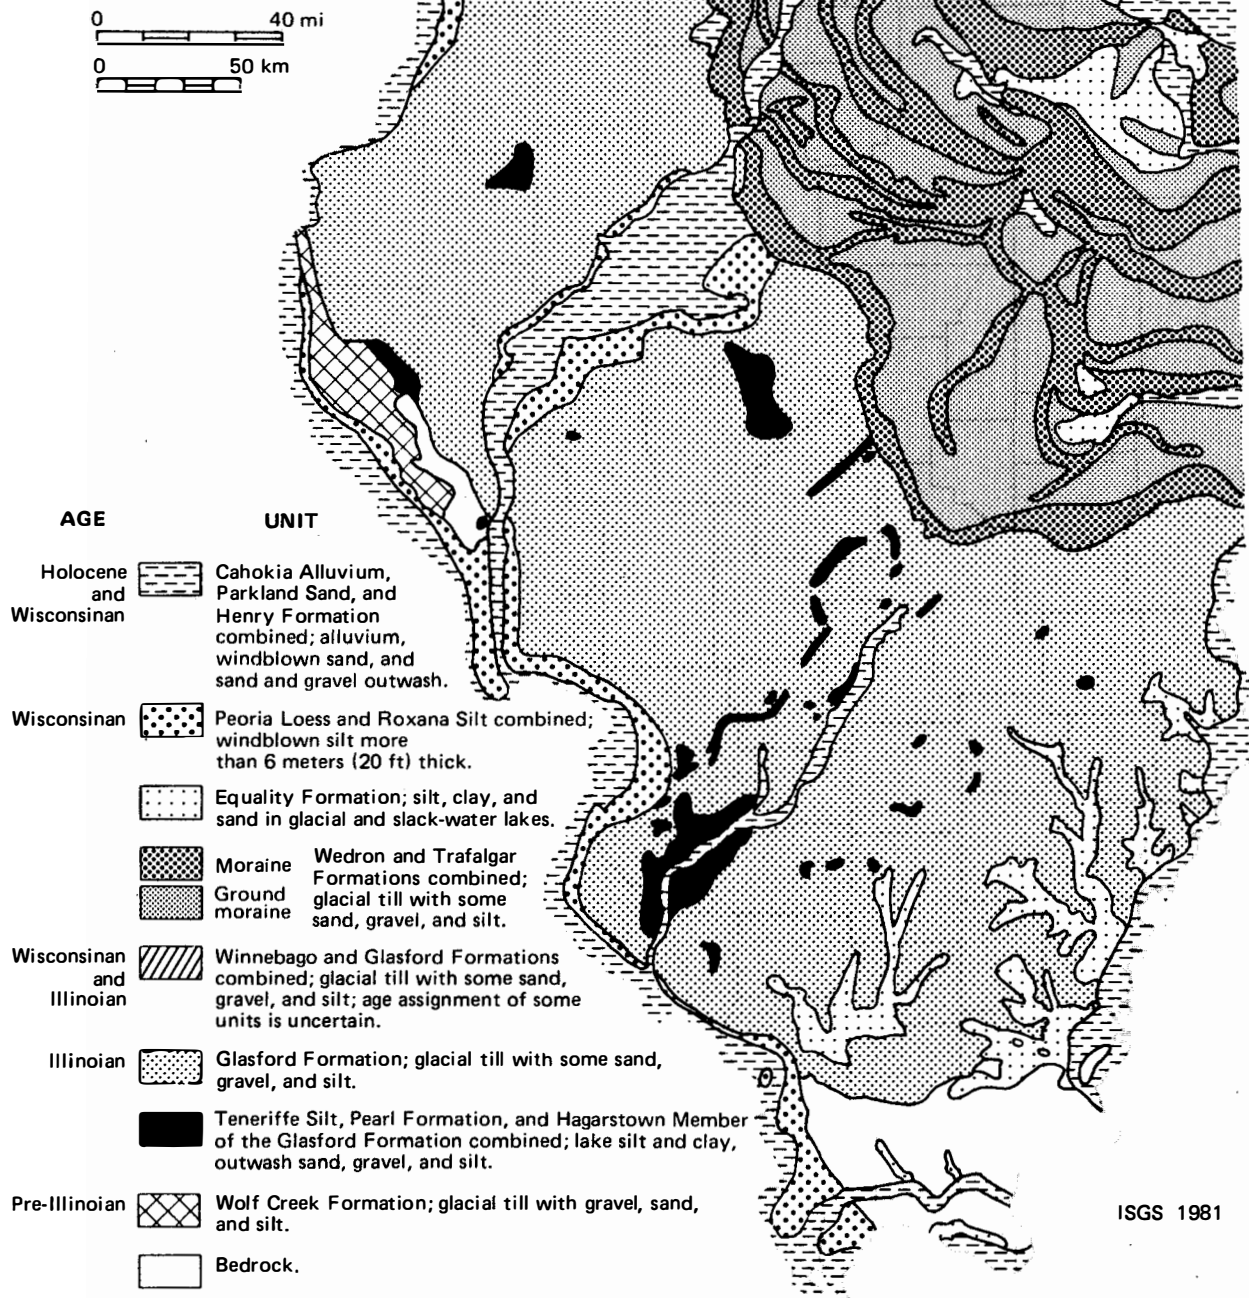 0 40 mi
0 50 km
AGE UNIT
Holocene
and
Wisconsinan
Cahokia Alluvium,
Parkland Sand, and
Henry Formation
combined; alluvium,
windblown sand, and
sand and gravel outwash.
Wisconsinan
Peoria Loess and Roxana Silt combined;
windblown silt more
than 6 meters (20 ft) thick.
Equality Formation; silt, clay, and
sand in glacial and slack-water lakes.
Moraine
Ground
moraine
Wedron and Trafalgar
Formations combined;
glacial till with some
sand, gravel, and silt.
Wisconsinan
and
Illinoian
Winnebago and Glasford Formations
combined; glacial till with some sand,
gravel, and silt; age assignment of some
units is uncertain.
Illinoian
Glasford Formation; glacial till with some sand,
gravel, and silt.
Teneriffe Silt, Pearl Formation, and Hagarstown Member
of the Glasford Formation combined; lake silt and clay,
outwash sand, gravel, and silt.
Pre-Illinoian
Wolf Creek Formation; glacial till with gravel, sand,
and silt.
Bedrock.
ISGS 1981